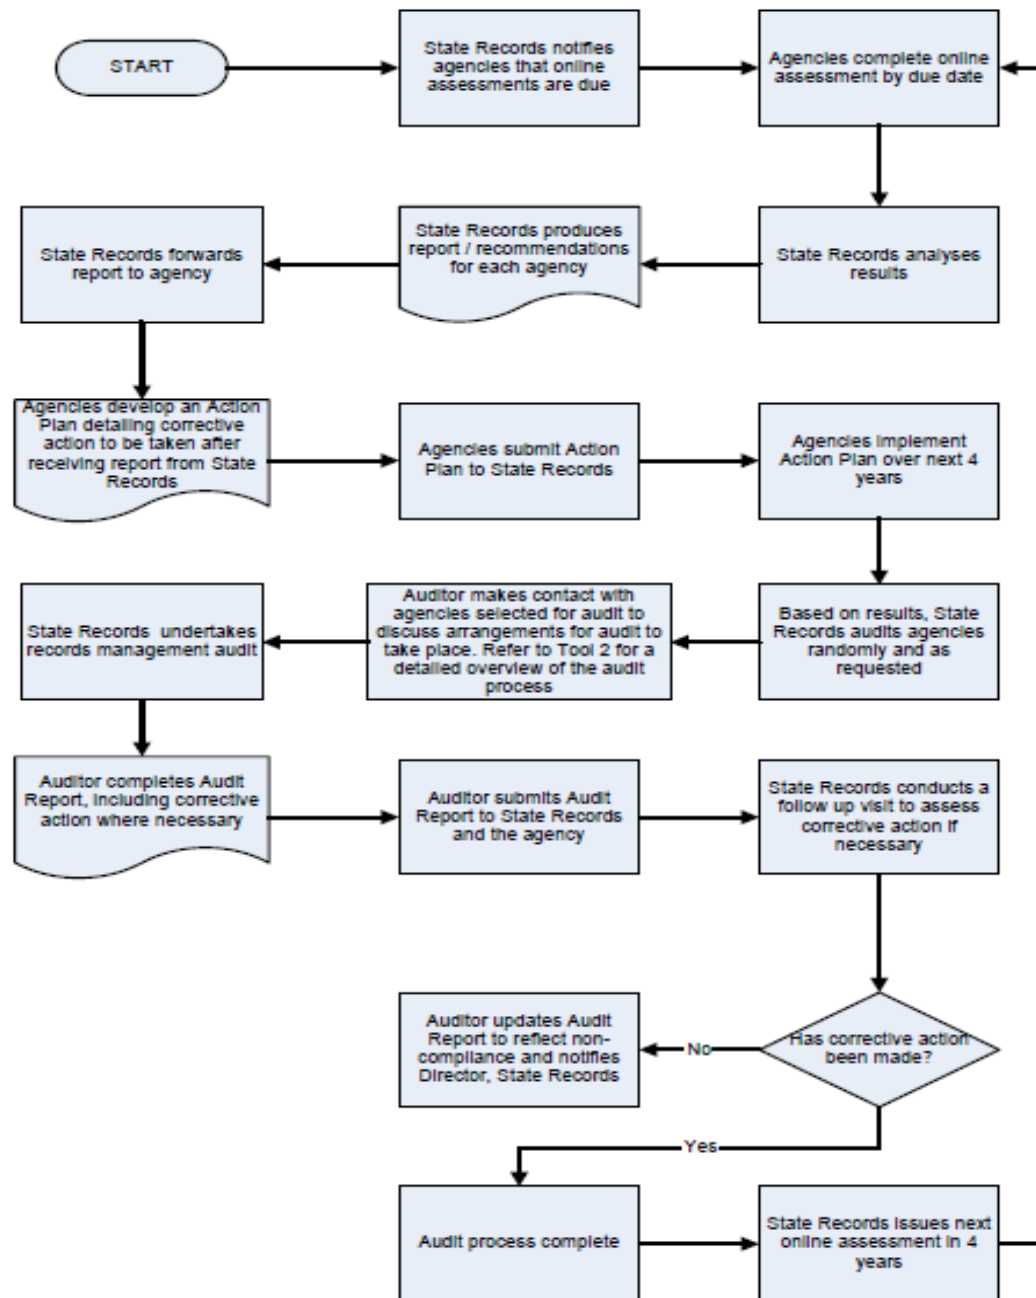 START
State Records notifies
agencies that online
assessments are due
Agencies complete online
assessment by due date
State Records forwards
report to agency
State Records produces
report / recommendations
for each agency
State Records analyses
results
Agencies develop an Action
Plan detailing corrective
action to be taken after
receiving report from State
Records
Agencies submit Action
Plan to State Records
Agencies implement
Action Plan over next 4
years
State Records undertakes
records management audit
Auditor makes contact with
agencies selected for audit to
discuss arrangements for audit to
take place. Refer to Tool 2 for a
detailed overview of the audit
process
Based on results, State
Records audits agencies
randomly and as
requested
Auditor completes Audit
Report, including corrective
action where necessary
Auditor submits Audit
Report to State Records
and the agency
State Records conducts a
follow up visit to assess
corrective action if
necessary
Auditor updates Audit
Report to reflect non-
compliance and notifies
Director, State Records
No
Has corrective action
been made?
Yes
Audit process complete
State Records issues next
online assessment in 4
years